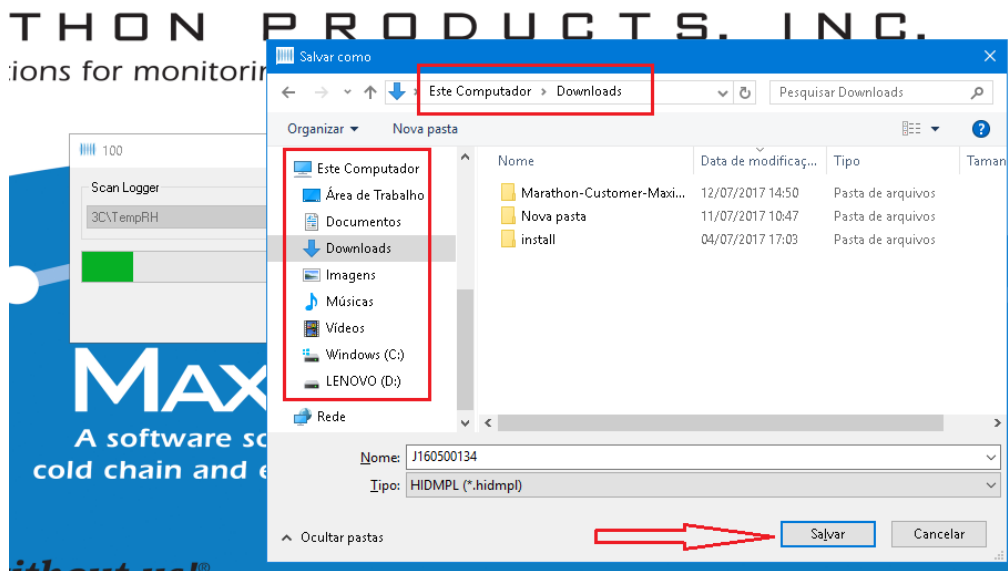 THON PRODUCTS, INC.
ions for monitorin
Salvar como
Este Computador > Downloads
Pesquisar Downloads
Organizar
Nova pasta
Nome
Data de modificaç...
Tipo
Taman
Este Computador
Área de Trabalho
Documentos
Downloads
Imagens
Músicas
Vídeos
Windows (C:)
LENOVO (D:)
Rede
Marathon-Customer-Maxi... 12/07/2017 14:50 Pasta de arquivos
Nova pasta 11/07/2017 10:47 Pasta de arquivos
install 04/07/2017 17:03 Pasta de arquivos
100
Scan Logger
3C\TempRH
MAX
A software so
cold chain and e
Nome: J160500134
Tipo: HIDMPL (*.hidmpl)
Ocultar pastas
Salvar
Cancelar
ithout us!®